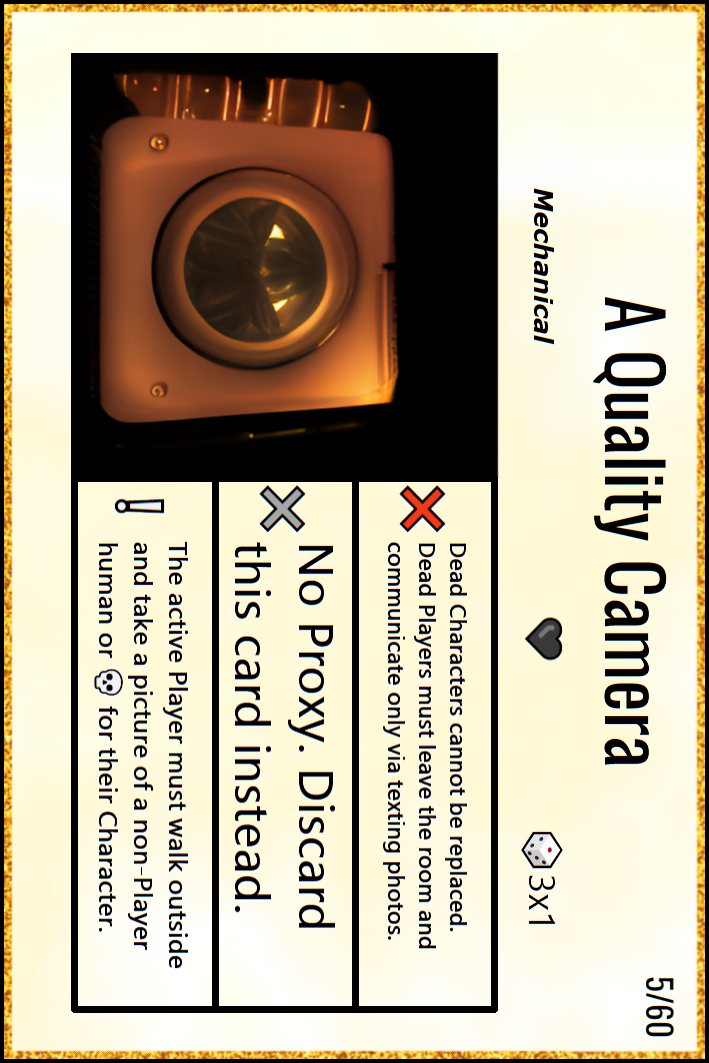 A Quality Camera
5/60
Mechanical
3x1
Dead Characters cannot be replaced.
Dead Players must leave the room and
communicate only via texting photos.
No Proxy. Discard
this card instead.
The active Player must walk outside
and take a picture of a non-Player
human or 💀 for their Character.